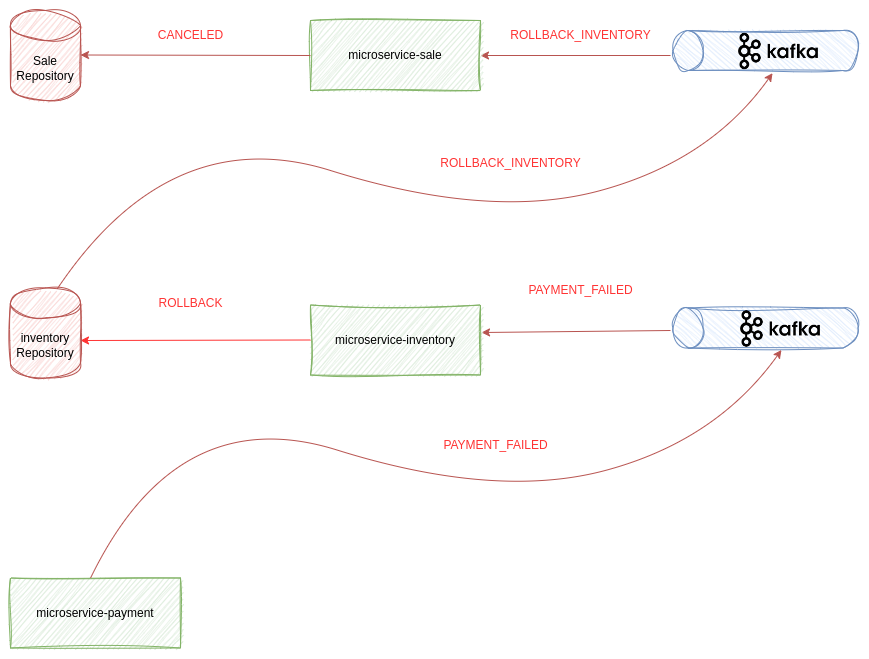 CANCELED
ROLLBACK_INVENTORY
Sale
Repository
microservice-sale
kafka
ROLLBACK_INVENTORY
ROLLBACK
PAYMENT_FAILED
inventory
Repository
microservice-inventory
kafka
PAYMENT_FAILED
microservice-payment